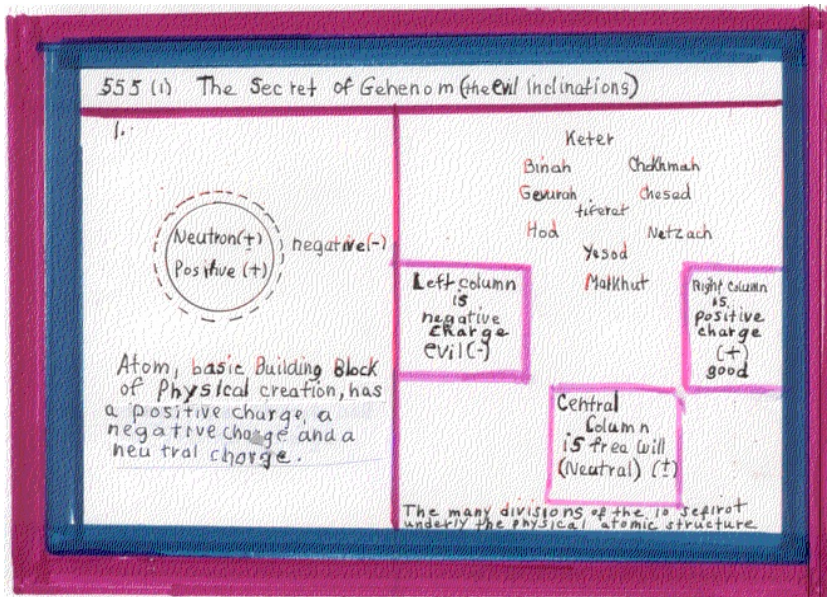 555 (1) The Secret of Gehenom (the evil Inclinations)
1.
Neutron(±)
Positive (+)
negative(-)
Atom, basic Building Block
of Physical creation, has
a positive charge, a
negative charge and a
neutral charge.
Keter
Binah Chokhmah
Gevurah Chesed
tiferet
Hod Netzach
Yesod
Malkhut
Left column
is
negative
charge
evil (-)
Right Column
is
positive
charge
(+)
good
Central
Column
is free will
(Neutral) (±)
The many divisions of the 10 sefirot
underly the physical atomic structure